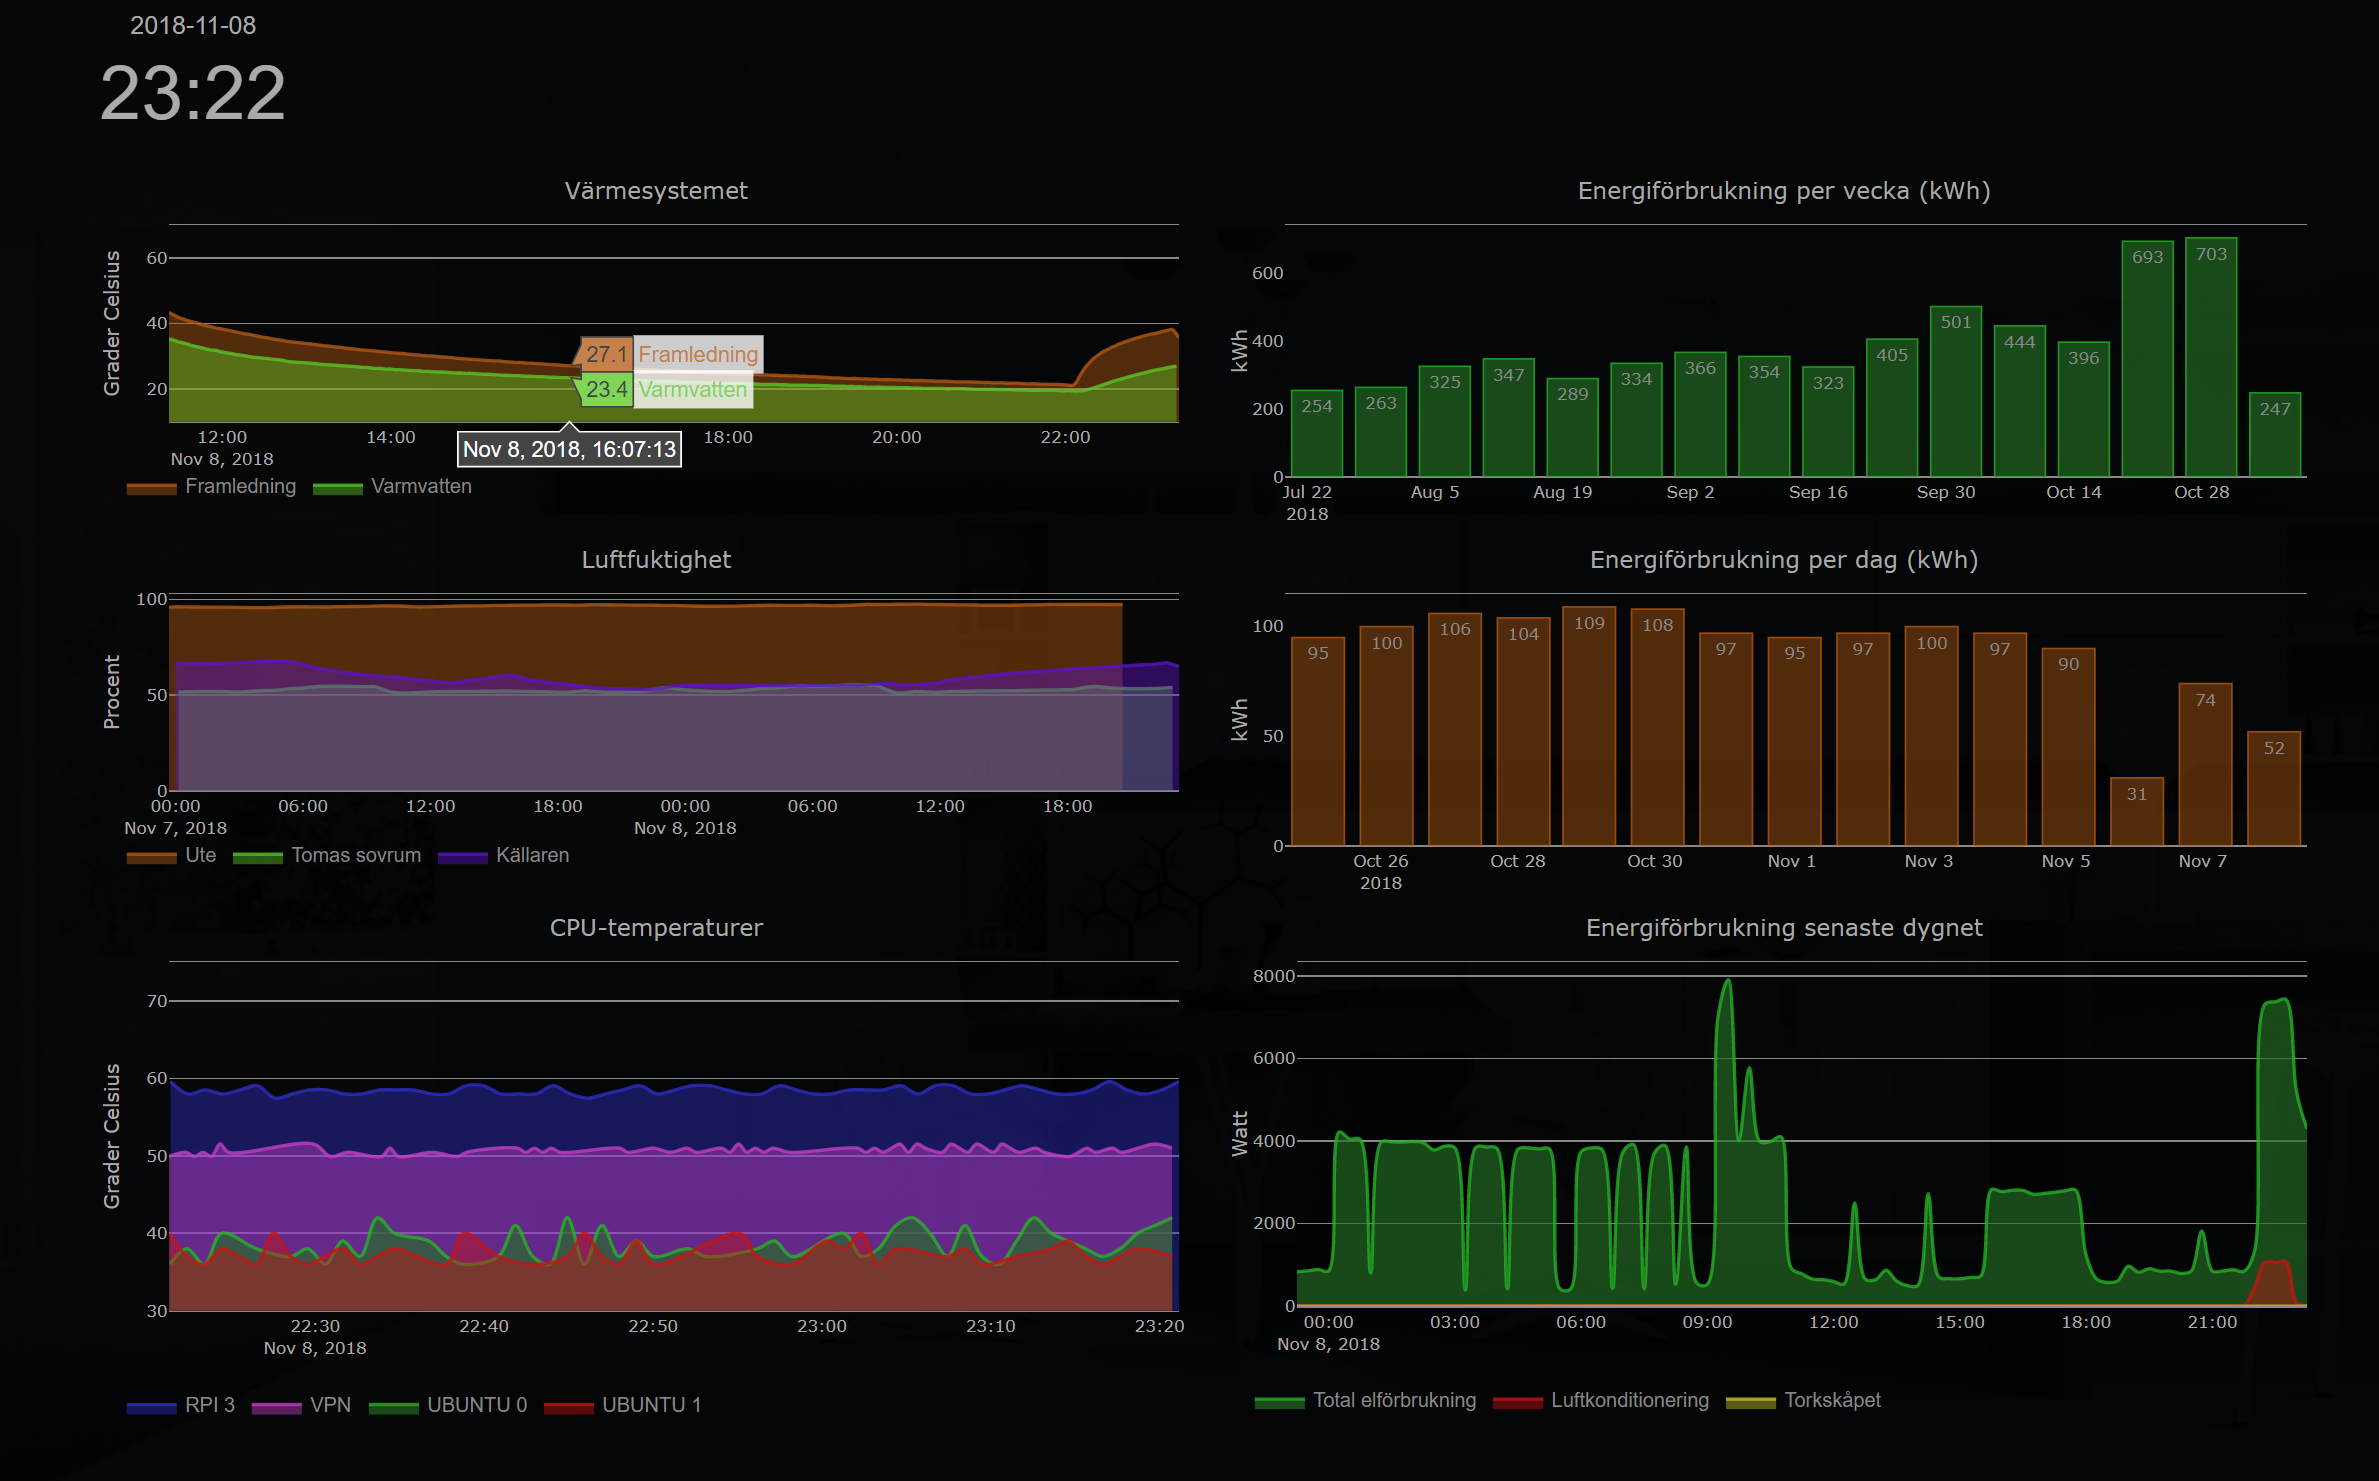 2018-11-08
23:22
Värmesystemet
Grader Celsius
60
40
20
27.1 Framledning
23.4 Varmvatten
12:00 14:00 18:00 20:00 22:00
Nov 8, 2018
Nov 8, 2018, 16:07:13
Framledning Varmvatten
Energiförbrukning per vecka (kWh)
kWh
600
400
200
0
254 263 325 347 289 334 366 354 323 405 501 444 396 693 703 247
Jul 22 Aug 5 Aug 19 Sep 2 Sep 16 Sep 30 Oct 14 Oct 28
2018
Luftfuktighet
Procent
100
50
0
00:00 06:00 12:00 18:00 00:00 06:00 12:00 18:00
Nov 7, 2018 Nov 8, 2018
Ute Tomas sovrum Källaren
Energiförbrukning per dag (kWh)
kWh
100
50
0
95 100 106 104 109 108 97 95 97 100 97 90 31 74 52
Oct 26 Oct 28 Oct 30 Nov 1 Nov 3 Nov 5 Nov 7
2018
CPU-temperaturer
Grader Celsius
70
60
50
40
30
22:30 22:40 22:50 23:00 23:10 23:20
Nov 8, 2018
RPI 3 VPN UBUNTU 0 UBUNTU 1
Energiförbrukning senaste dygnet
Watt
8000
6000
4000
2000
0
00:00 03:00 06:00 09:00 12:00 15:00 18:00 21:00
Nov 8, 2018
Total elförbrukning Luftkonditionering Torkskåpet